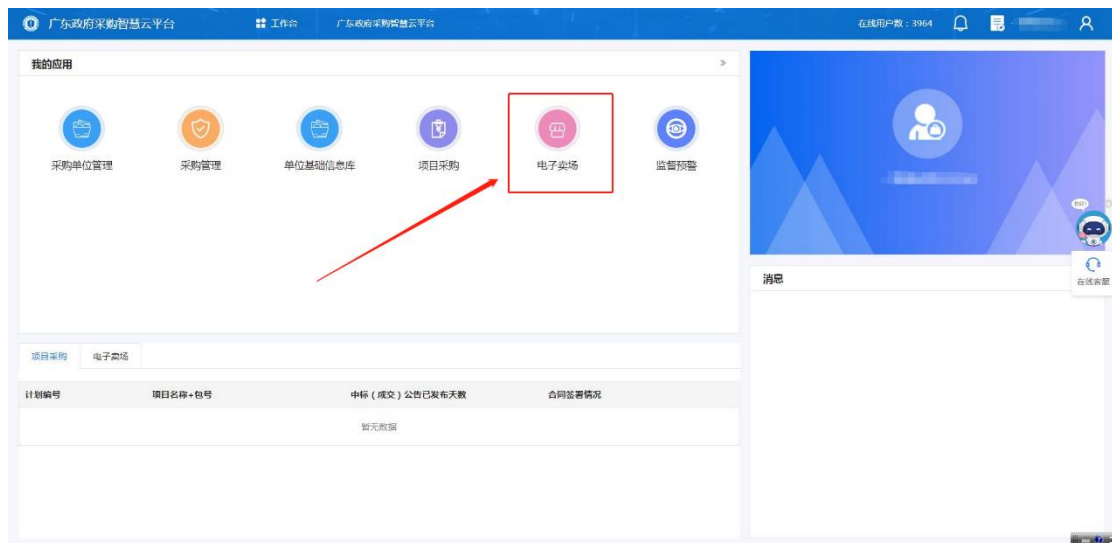 广东政府采购智慧云平台 工作台 广东政府采购智慧云平台 在线用户数：3964
我的应用
采购单位管理 采购管理 单位基础信息库 项目采购 电子卖场 监督预警
消息
在线客服
项目采购 电子卖场
计划编号 项目名称+包号 中标（成交）公告已发布天数 合同签署情况
暂无数据